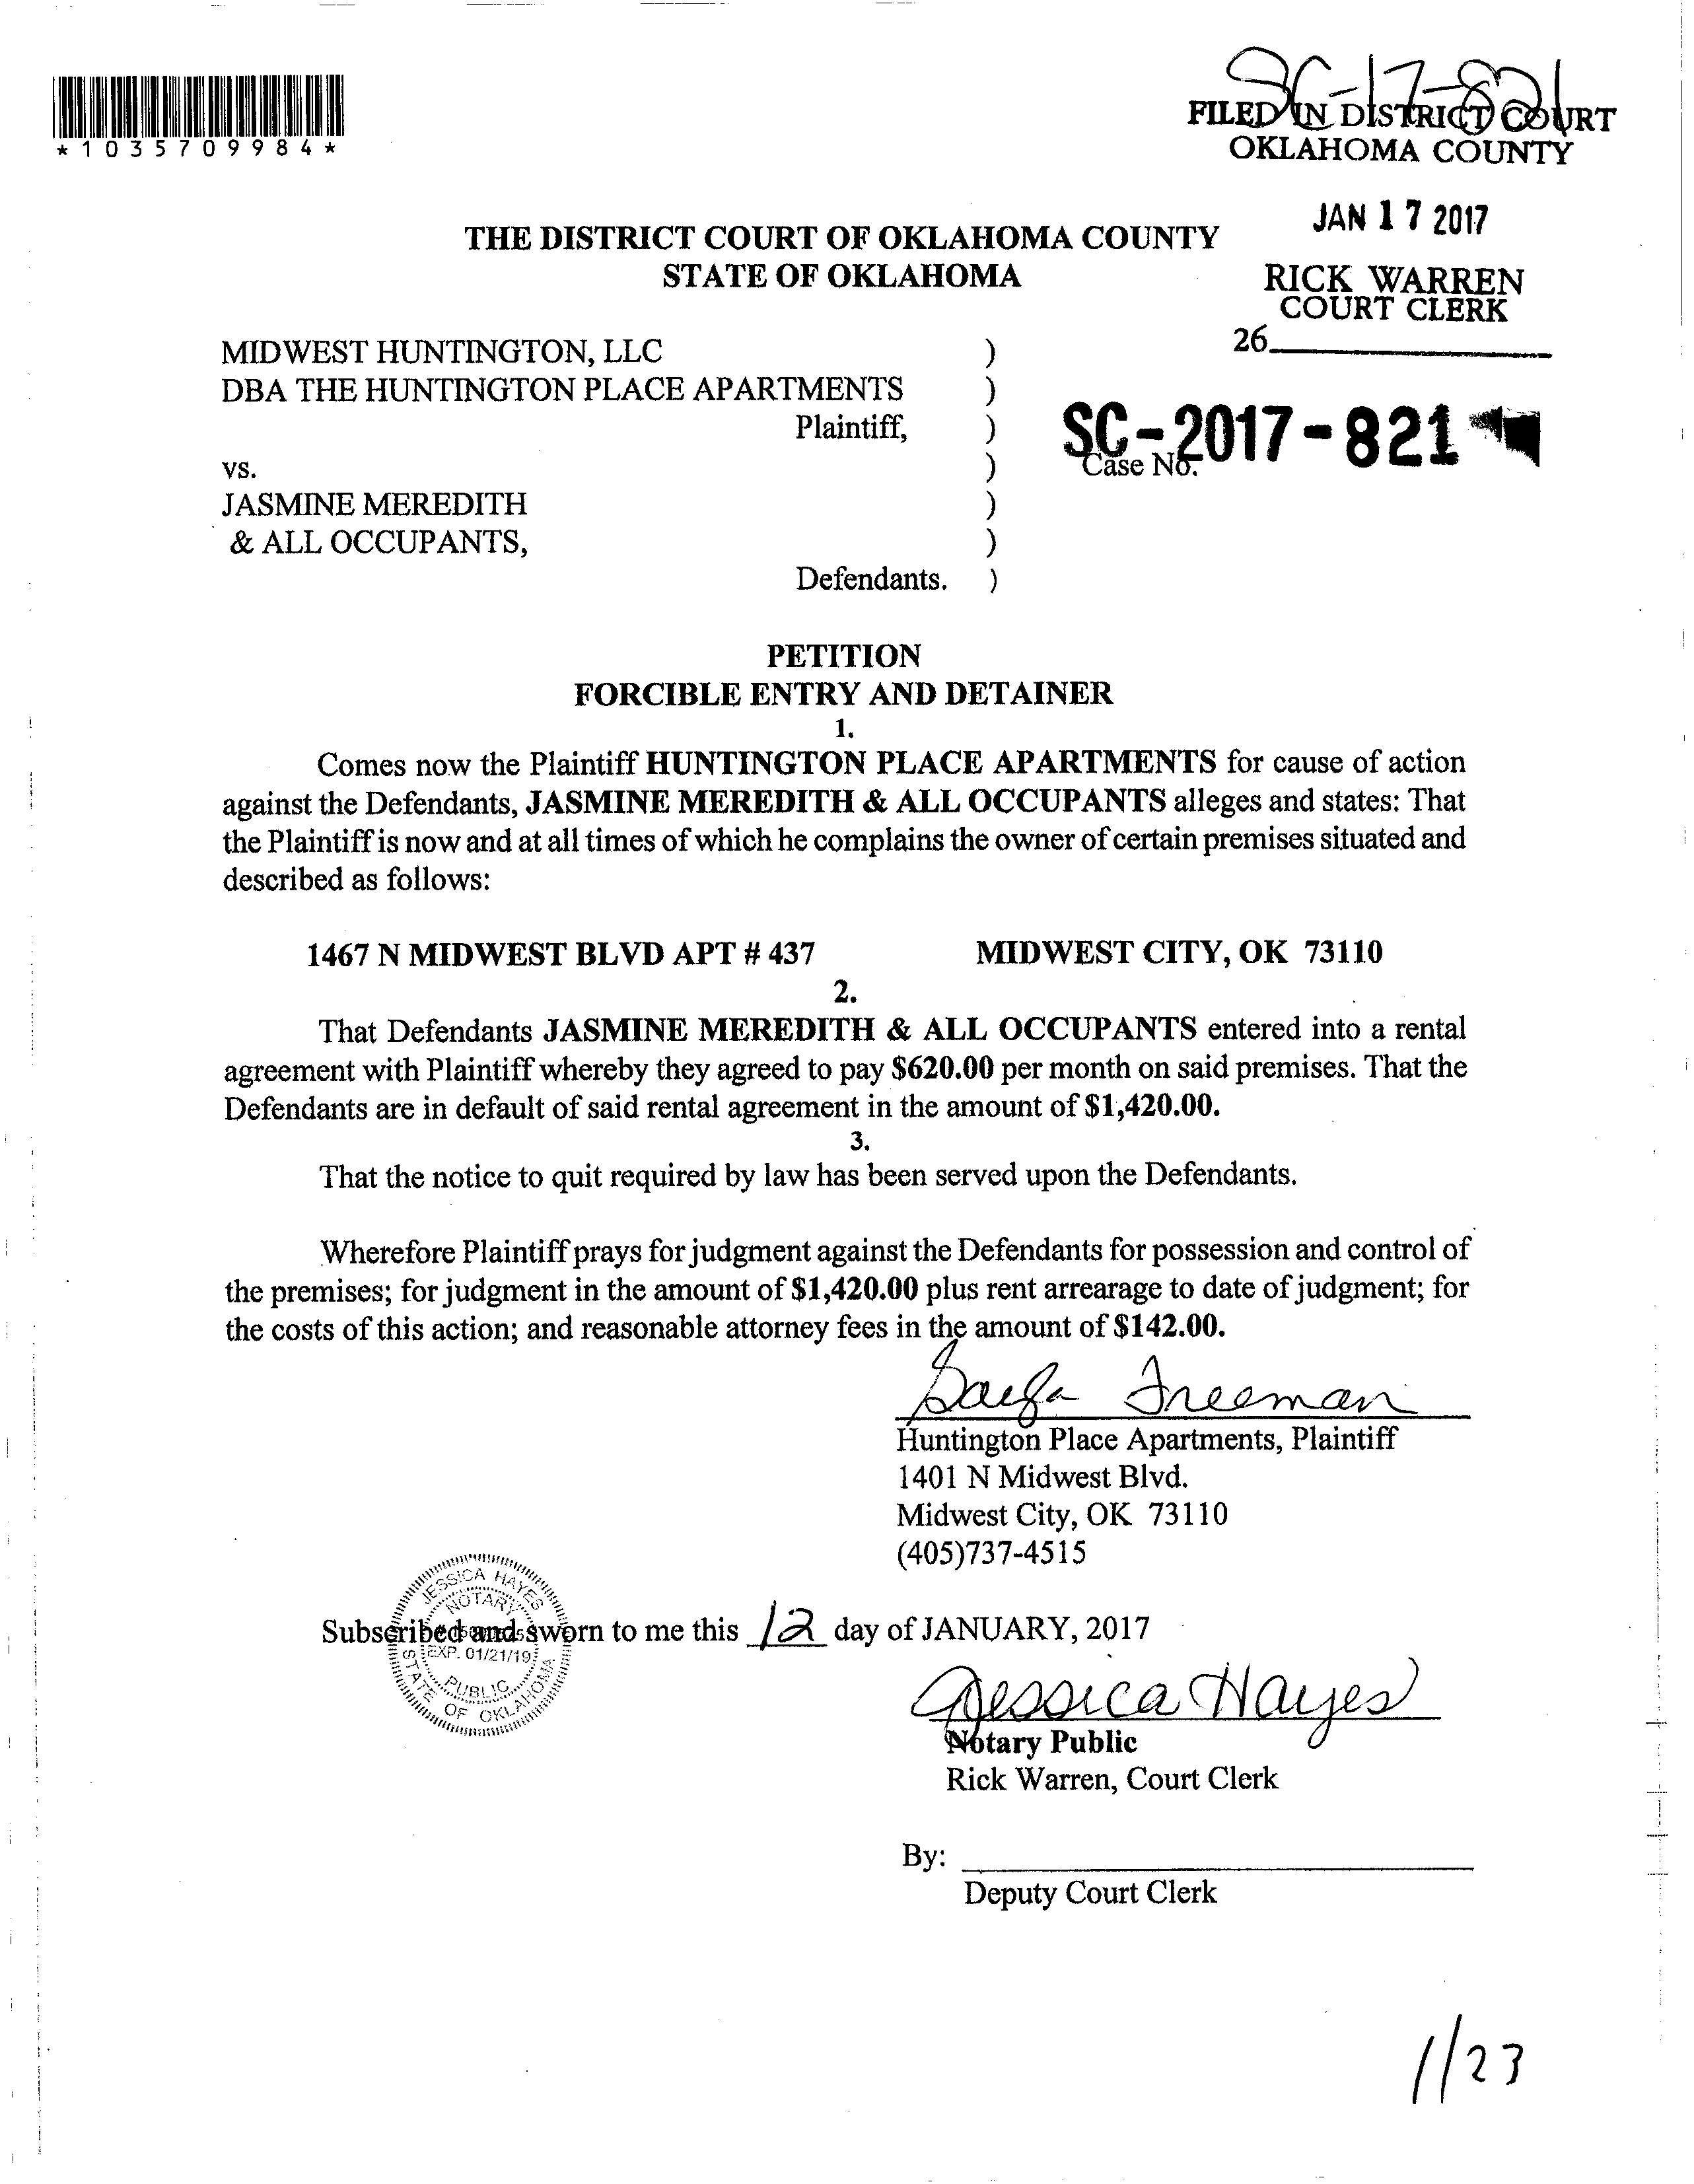 SC-17-821
FILED IN DISTRICT COURT
OKLAHOMA COUNTY
*1035709984*
JAN 17 2017
THE DISTRICT COURT OF OKLAHOMA COUNTY
STATE OF OKLAHOMA
RICK WARREN
COURT CLERK
26
MIDWEST HUNTINGTON, LLC )
DBA THE HUNTINGTON PLACE APARTMENTS )
Plaintiff, )
SC-2017-821
Case No.
vs. )
JASMINE MEREDITH )
& ALL OCCUPANTS, )
Defendants. )
PETITION
FORCIBLE ENTRY AND DETAINER
1.
Comes now the Plaintiff HUNTINGTON PLACE APARTMENTS for cause of action
against the Defendants, JASMINE MEREDITH & ALL OCCUPANTS alleges and states: That
the Plaintiff is now and at all times of which he complains the owner of certain premises situated and
described as follows:
1467 N MIDWEST BLVD APT # 437 MIDWEST CITY, OK 73110
2.
That Defendants JASMINE MEREDITH & ALL OCCUPANTS entered into a rental
agreement with Plaintiff whereby they agreed to pay $620.00 per month on said premises. That the
Defendants are in default of said rental agreement in the amount of $1,420.00.
3.
That the notice to quit required by law has been served upon the Defendants.
Wherefore Plaintiff prays for judgment against the Defendants for possession and control of
the premises; for judgment in the amount of $1,420.00 plus rent arrearage to date of judgment; for
the costs of this action; and reasonable attorney fees in the amount of $142.00.
Freeman
Huntington Place Apartments, Plaintiff
1401 N Midwest Blvd.
Midwest City, OK 73110
(405)737-4515
JESSICA HAYES
NOTARY
EXP. 01/21/19
PUBLIC
STATE OF OKLAHOMA
Subscribed and sworn to me this 12 day of JANUARY, 2017
Jessica Hayes
Notary Public
Rick Warren, Court Clerk
By:
Deputy Court Clerk
1/23